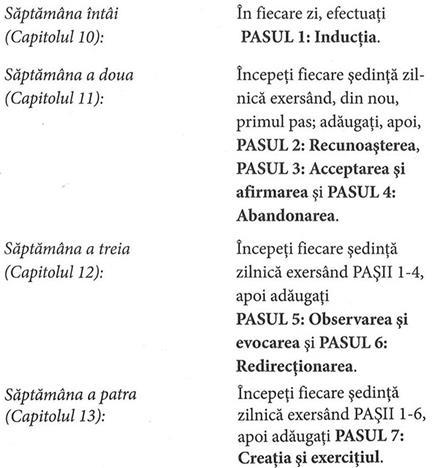 Săptămâna întâi
(Capitolul 10):
În fiecare zi, efectuați
PASUL 1: Inducția.
Săptămâna a doua
(Capitolul 11):
Începeți fiecare ședință zil-
nică exersând, din nou,
primul pas; adăugați, apoi,
PASUL 2: Recunoașterea,
PASUL 3: Acceptarea și
afirmarea și PASUL 4:
Abandonarea.
Săptămâna a treia
(Capitolul 12):
Începeți fiecare ședință
zilnică exersând PAȘII 1-4,
apoi adăugați
PASUL 5: Observarea și
evocarea și PASUL 6:
Redirecționarea.
Săptămâna a patra
(Capitolul 13):
Începeți fiecare ședință
zilnică exersând PAȘII 1-6,
apoi adăugați PASUL 7:
Creația și exercițiul.